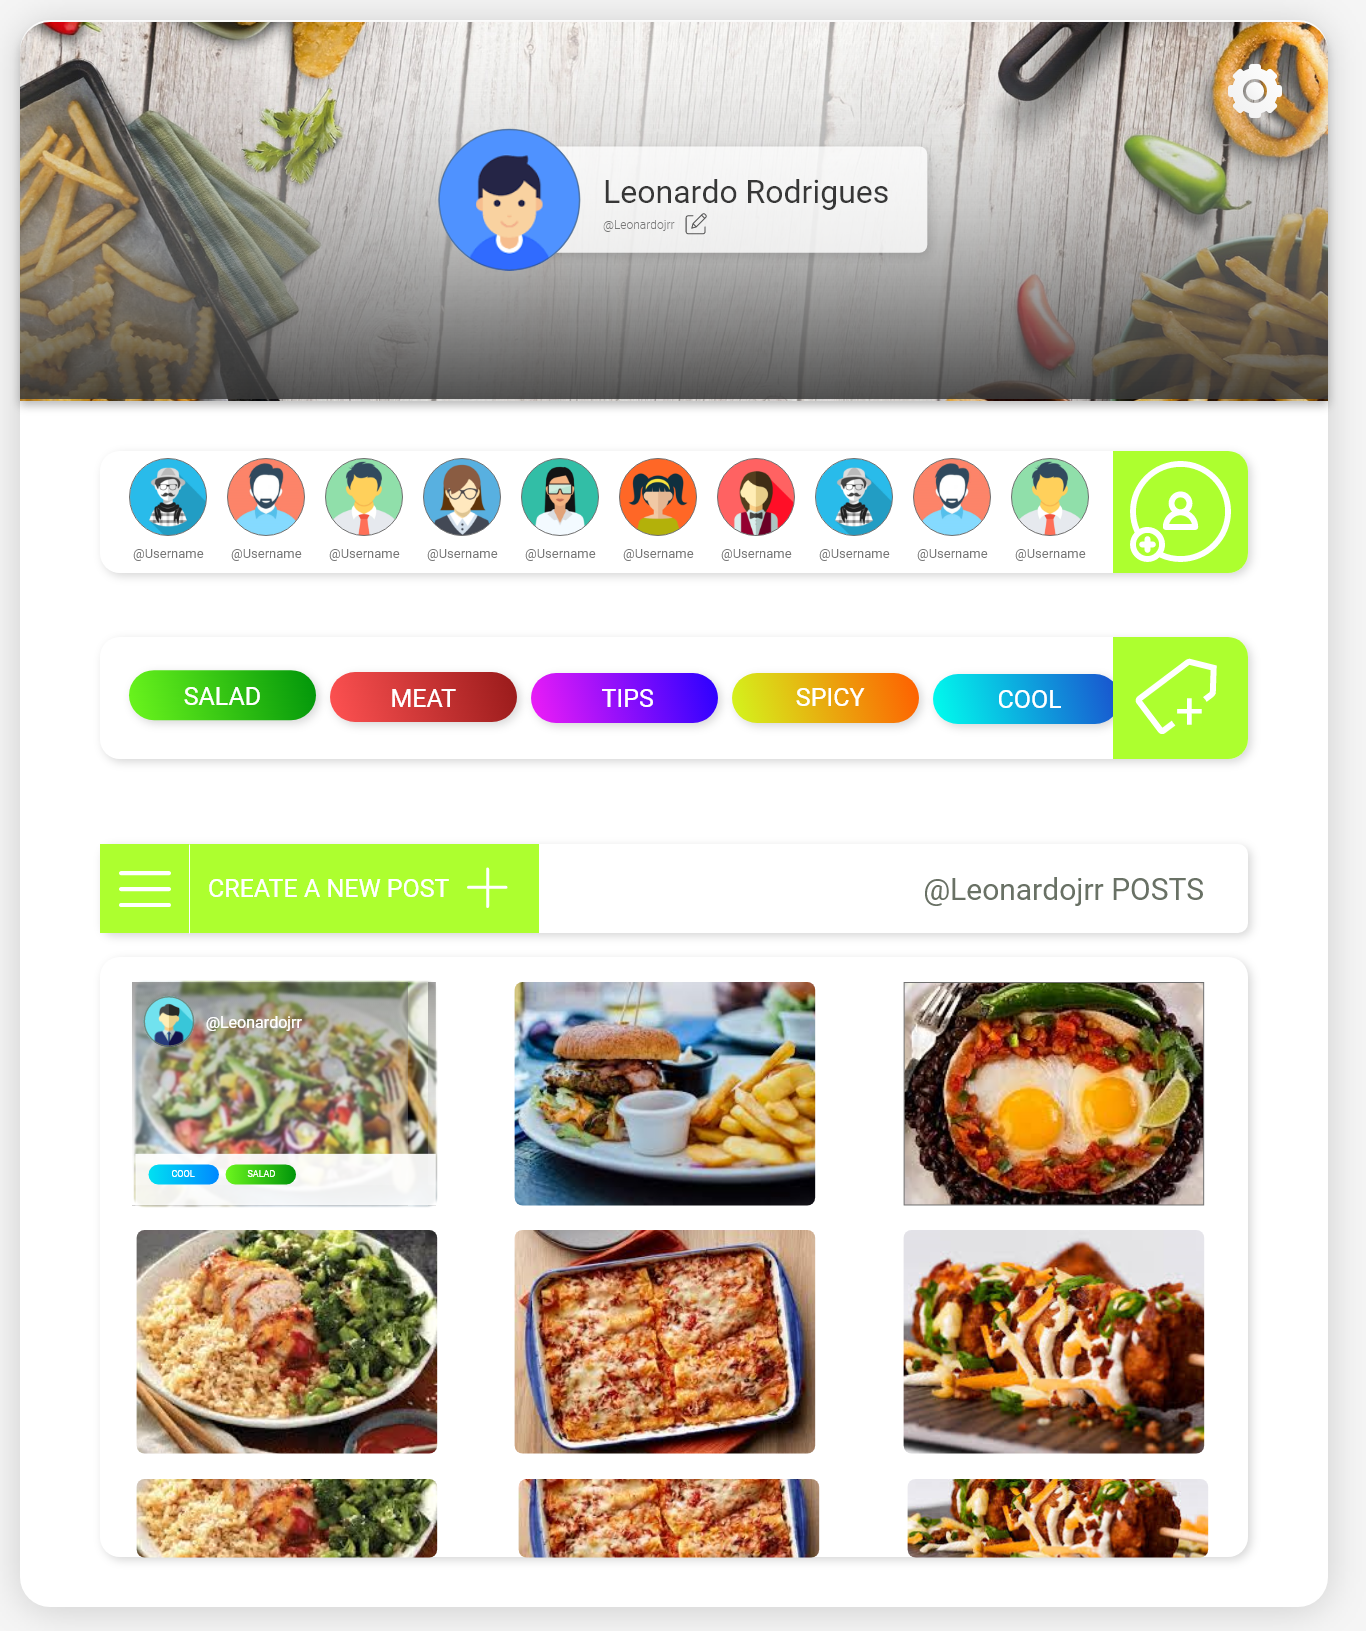 Leonardo Rodrigues
@Leonardojrr
@Username @Username @Username @Username @Username @Username @Username @Username @Username @Username
SALAD MEAT TIPS SPICY COOL
CREATE A NEW POST @Leonardojrr POSTS
@Leonardojrr
COOL SALAD